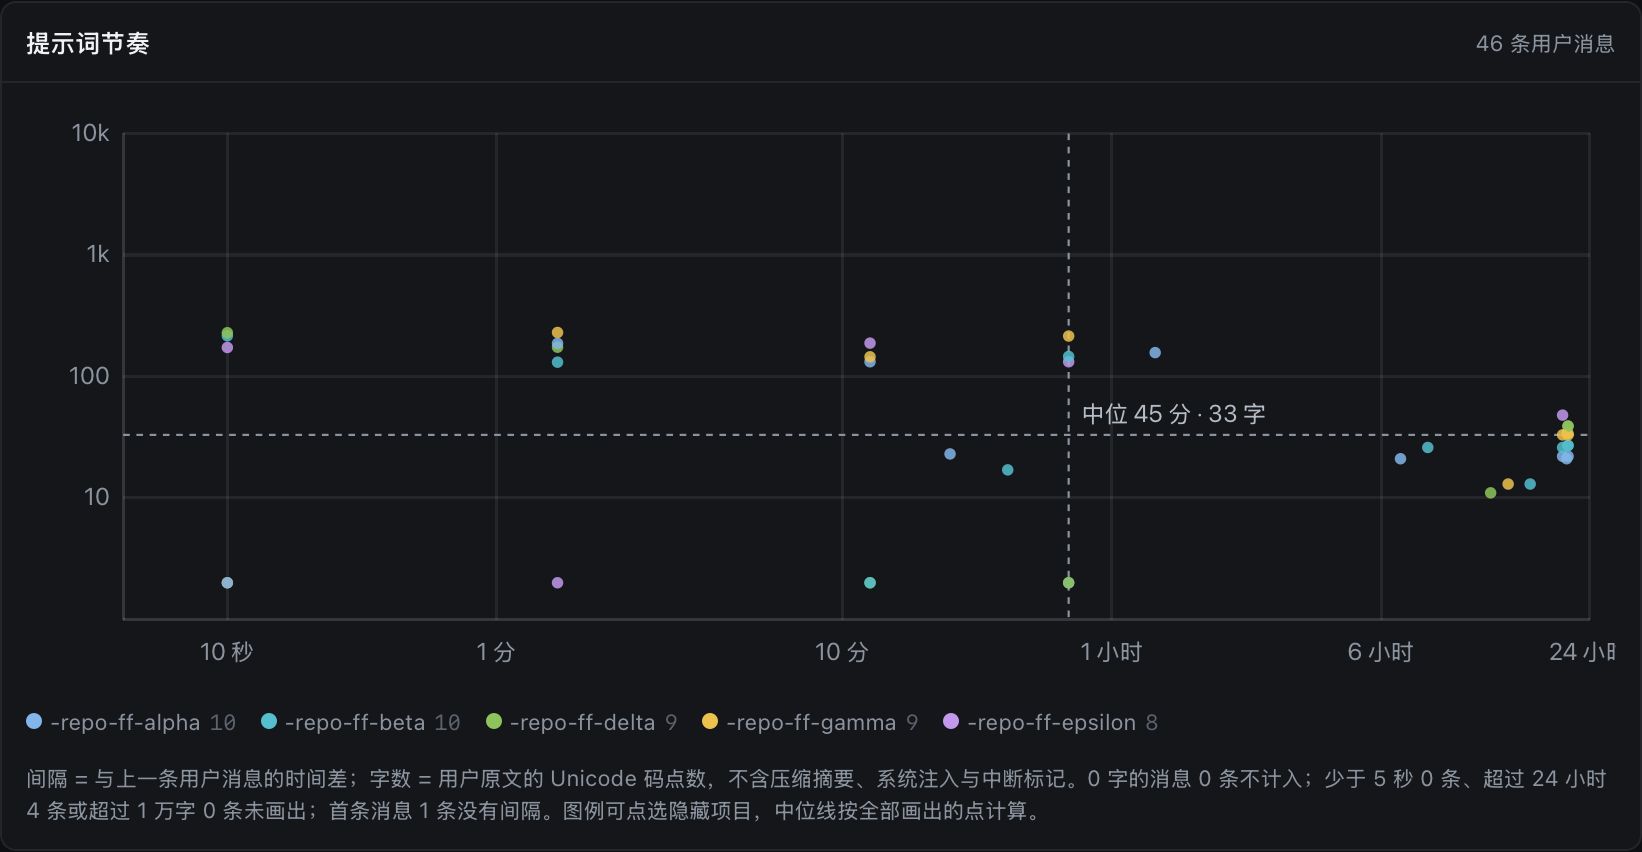 提示词节奏
46 条用户消息
10k
1k
100
10
中位 45 分 · 33 字
10 秒
1 分
10 分
1 小时
6 小时
24 小
-repo-ff-alpha 10
-repo-ff-beta 10
-repo-ff-delta 9
-repo-ff-gamma 9
-repo-ff-epsilon 8
间隔 = 与上一条用户消息的时间差；字数 = 用户原文的 Unicode 码点数，不含压缩摘要、系统注入与中断标记。0 字的消息 0 条不计入；少于 5 秒 0 条、超过 24 小时
4 条或超过 1 万字 0 条未画出；首条消息 1 条没有间隔。图例可点选隐藏项目，中位线按全部画出的点计算。